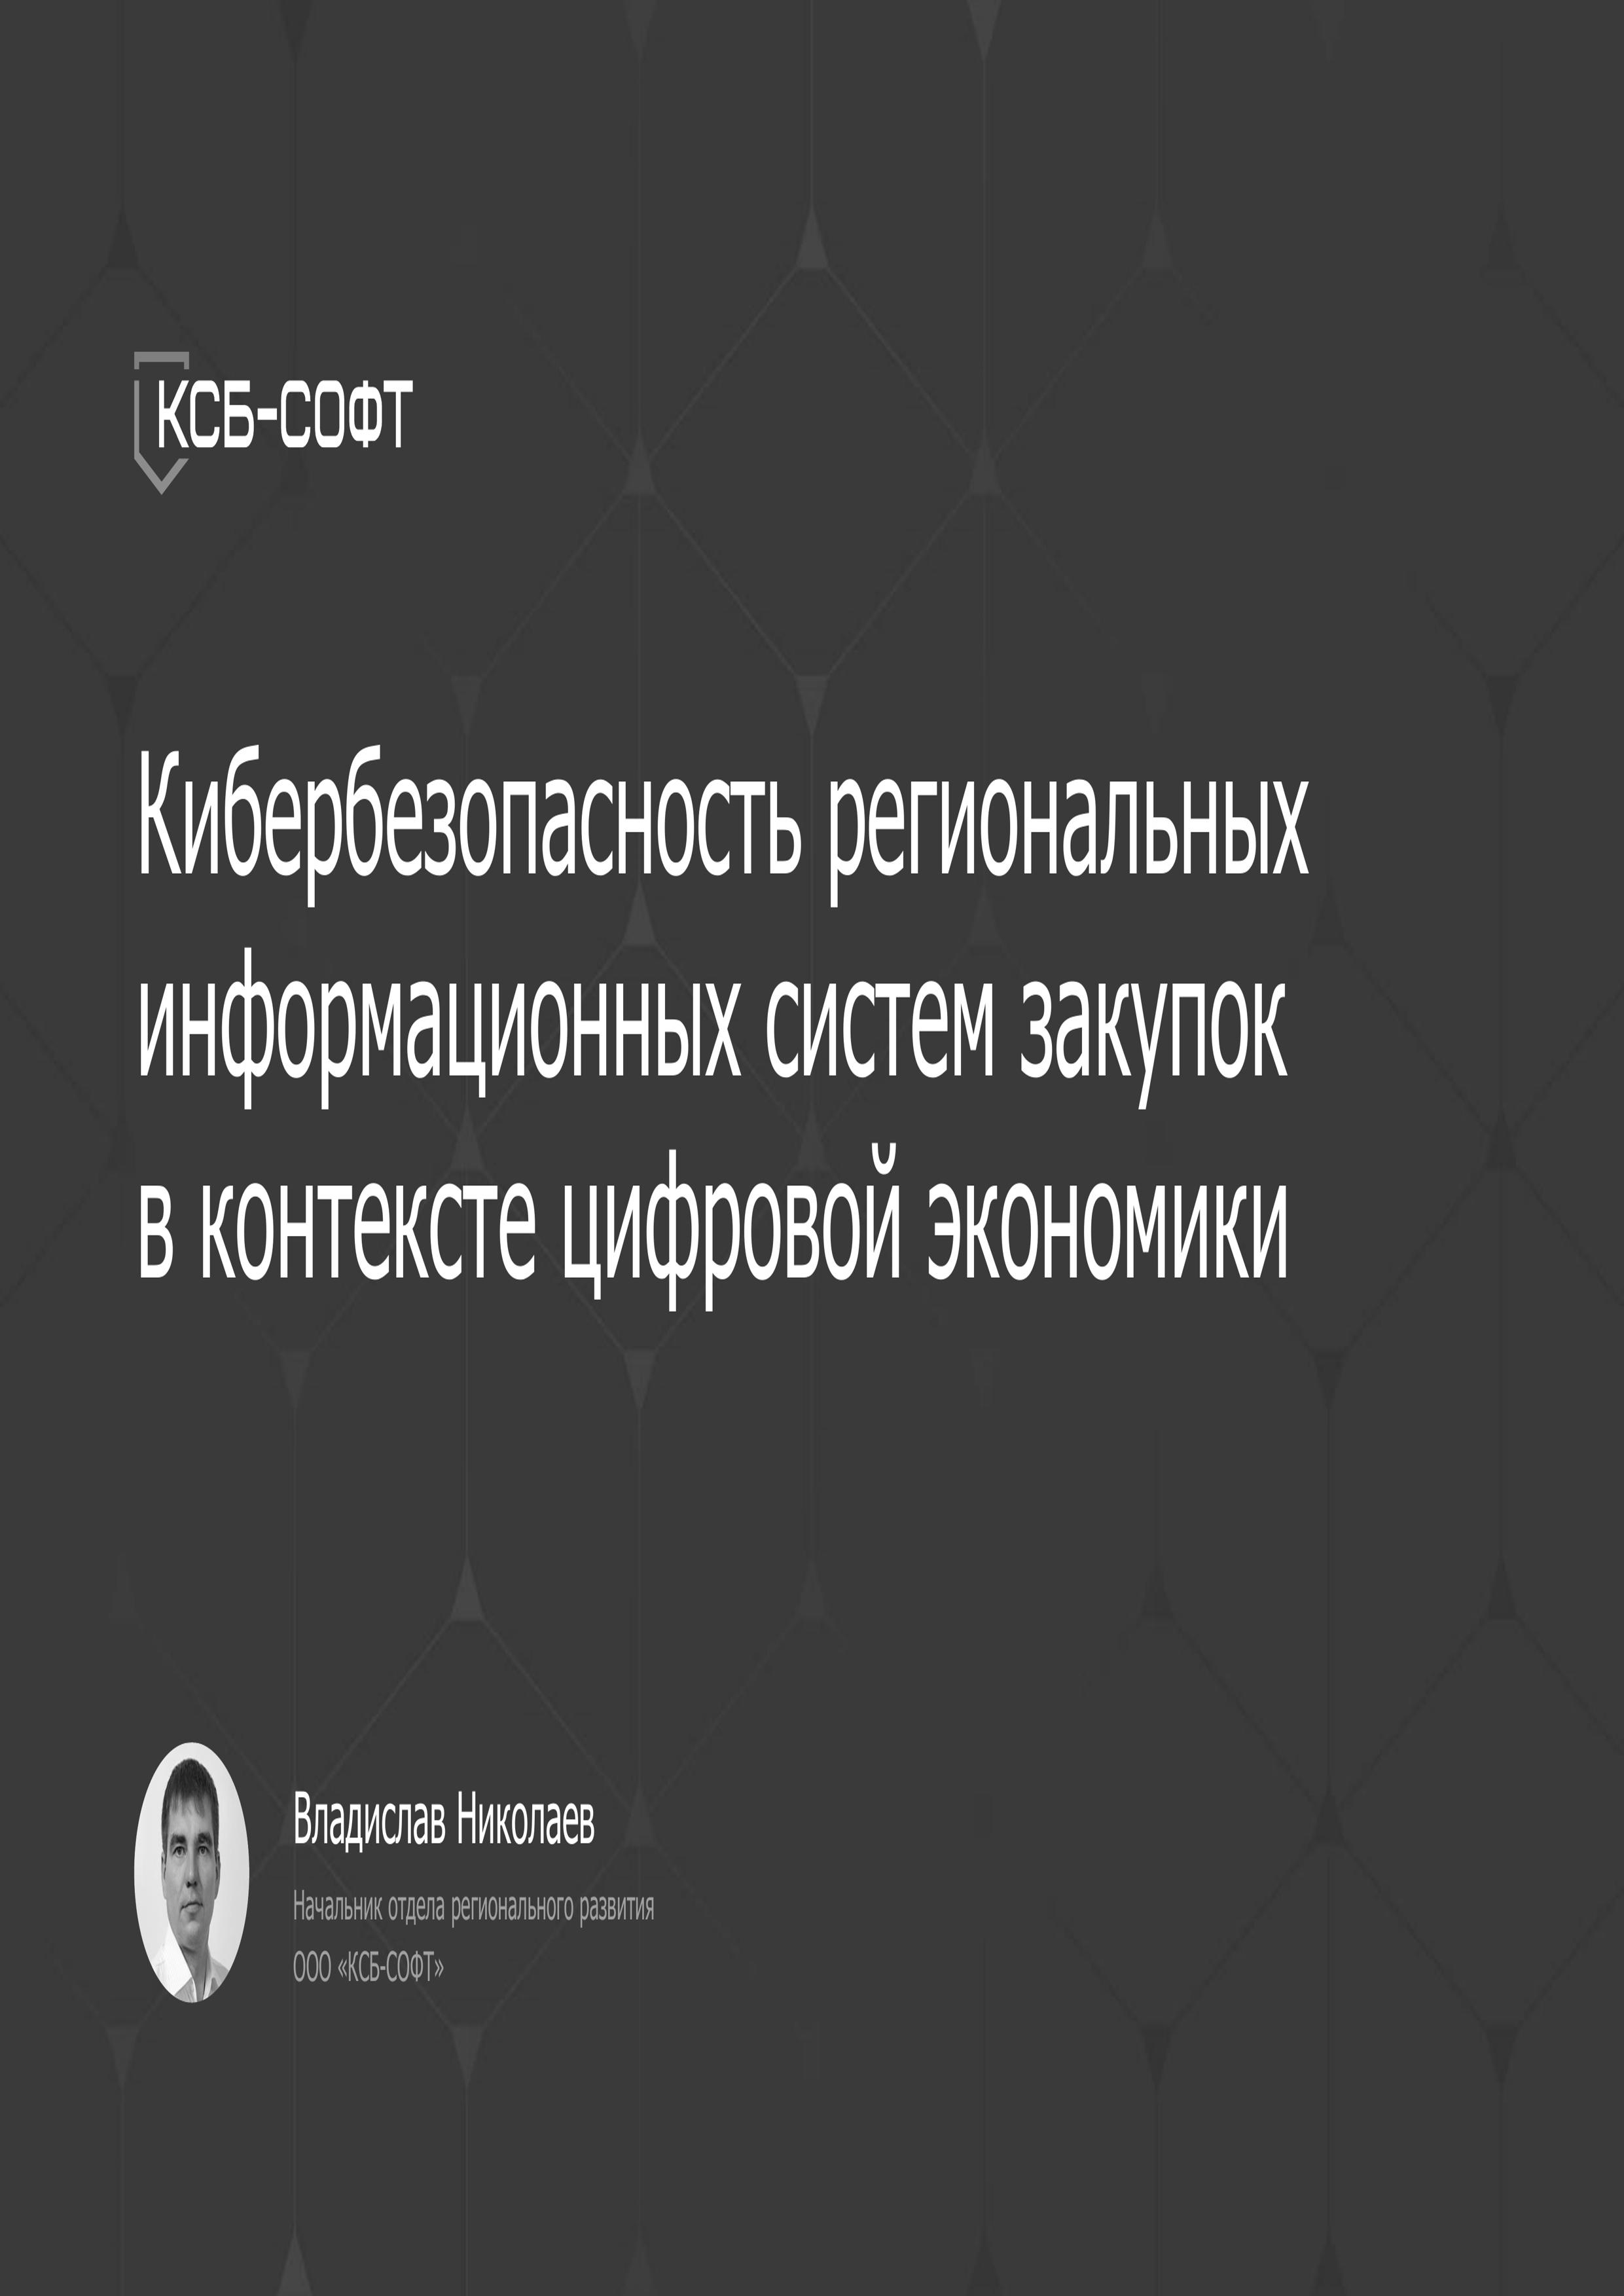 КСБ-СОФТ
Кибербезопасность региональных
информационных систем закупок
в контексте цифровой экономики
Владислав Николаев
Начальник отдела регионального развития
ООО «КСБ-СОФТ»